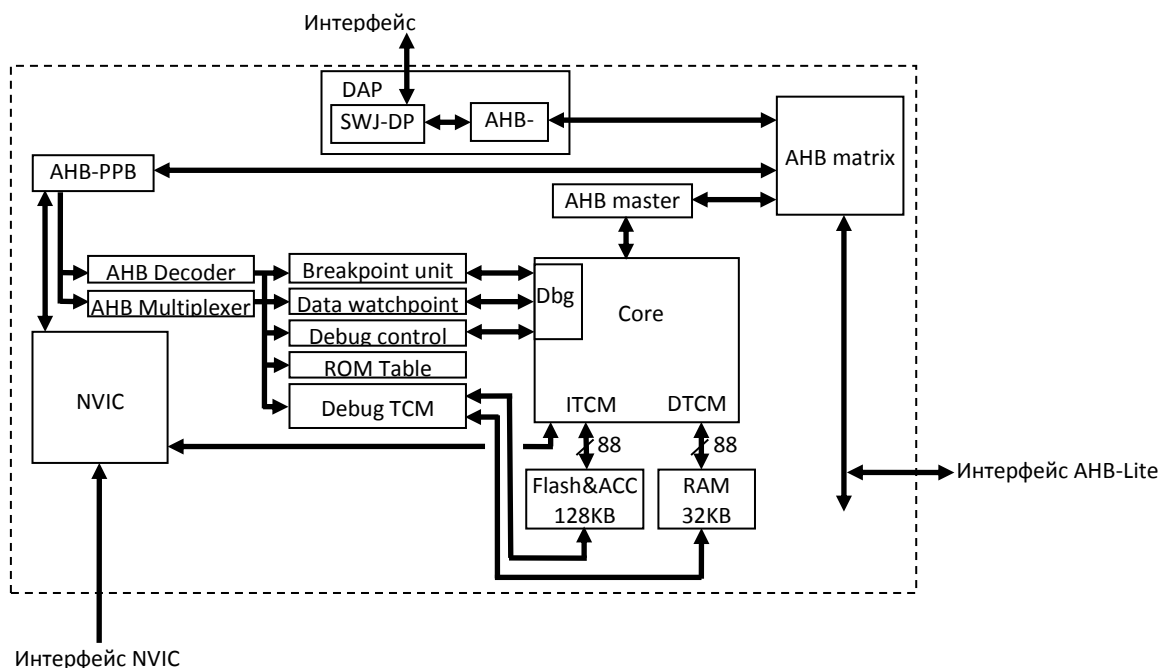 Интерфейс
DAP
SWJ-DP
AHB-
AHB matrix
AHB-PPB
AHB master
AHB Decoder
Breakpoint unit
Dbg
Core
AHB Multiplexer
Data watchpoint
Debug control
ROM Table
NVIC
Debug TCM
ITCM
DTCM
88
88
Интерфейс AHB-Lite
Flash&ACC
128KB
RAM
32KB
Интерфейс NVIC